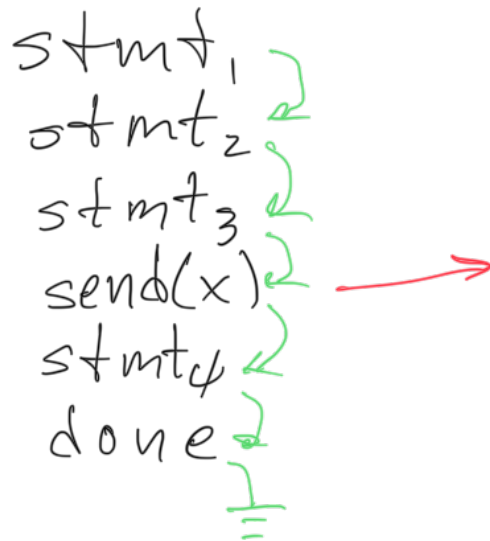 stmt₁
stmt₂
stmt₃
send(x)
stmt₄
done